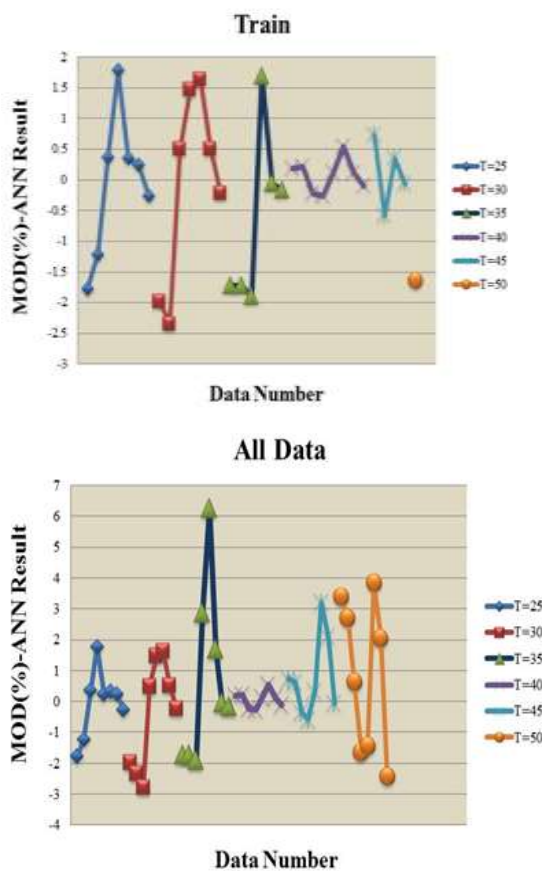 Train
MOD(%)-ANN Result
2
1.5
1
0.5
0
-0.5
-1
-1.5
-2
-2.5
-3
T=25
T=30
T=35
T=40
T=45
T=50
Data Number
All Data
MOD(%)-ANN Result
7
6
5
4
3
2
1
0
-1
-2
-3
-4
T=25
T=30
T=35
T=40
T=45
T=50
Data Number